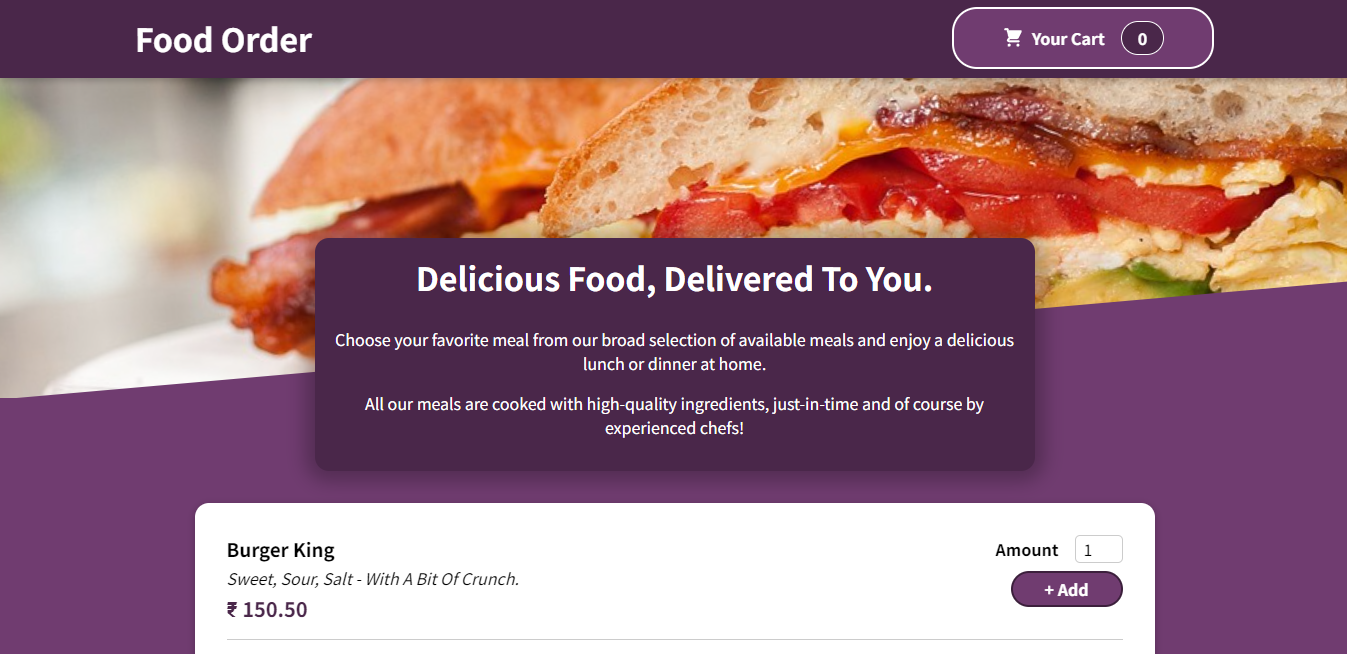 Food Order
Your Cart 0
Delicious Food, Delivered To You.
Choose your favorite meal from our broad selection of available meals and enjoy a delicious
lunch or dinner at home.
All our meals are cooked with high-quality ingredients, just-in-time and of course by
experienced chefs!
Burger King
Sweet, Sour, Salt - With A Bit Of Crunch.
₹ 150.50
Amount 1
+ Add